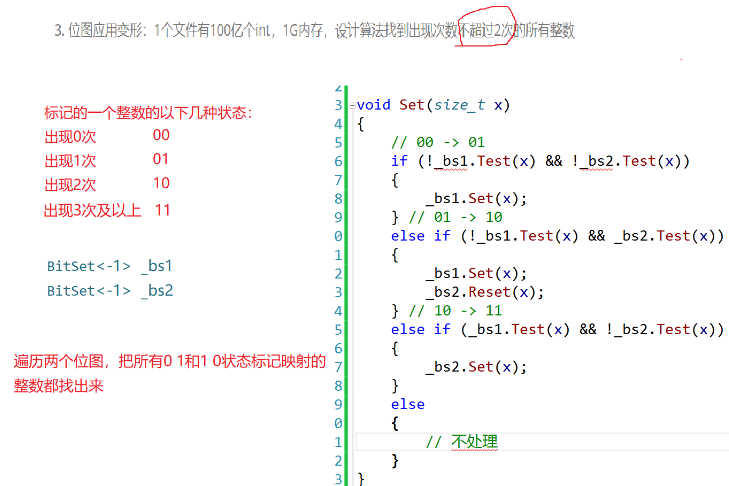 3. 位图应用变形：1个文件有100亿个int，1G内存，设计算法找到出现次数不超过2次的所有整数
标记的一个整数的以下几种状态：
出现0次 00
出现1次 01
出现2次 10
出现3次及以上 11
BitSet<-1> _bs1
BitSet<-1> _bs2
遍历两个位图，把所有0 1和1 0状态标记映射的
整数都找出来
2
3 void Set(size_t x)
4 {
5 // 00 -> 01
6 if (!_bs1.Test(x) && !_bs2.Test(x))
7 {
8 _bs1.Set(x);
9 } // 01 -> 10
0 else if (!_bs1.Test(x) && _bs2.Test(x))
1 {
2 _bs1.Set(x);
3 _bs2.Reset(x);
4 } // 10 -> 11
5 else if (_bs1.Test(x) && !_bs2.Test(x))
6 {
7 _bs2.Set(x);
8 }
9 else
0 {
1 // 不处理
2 }
3 }